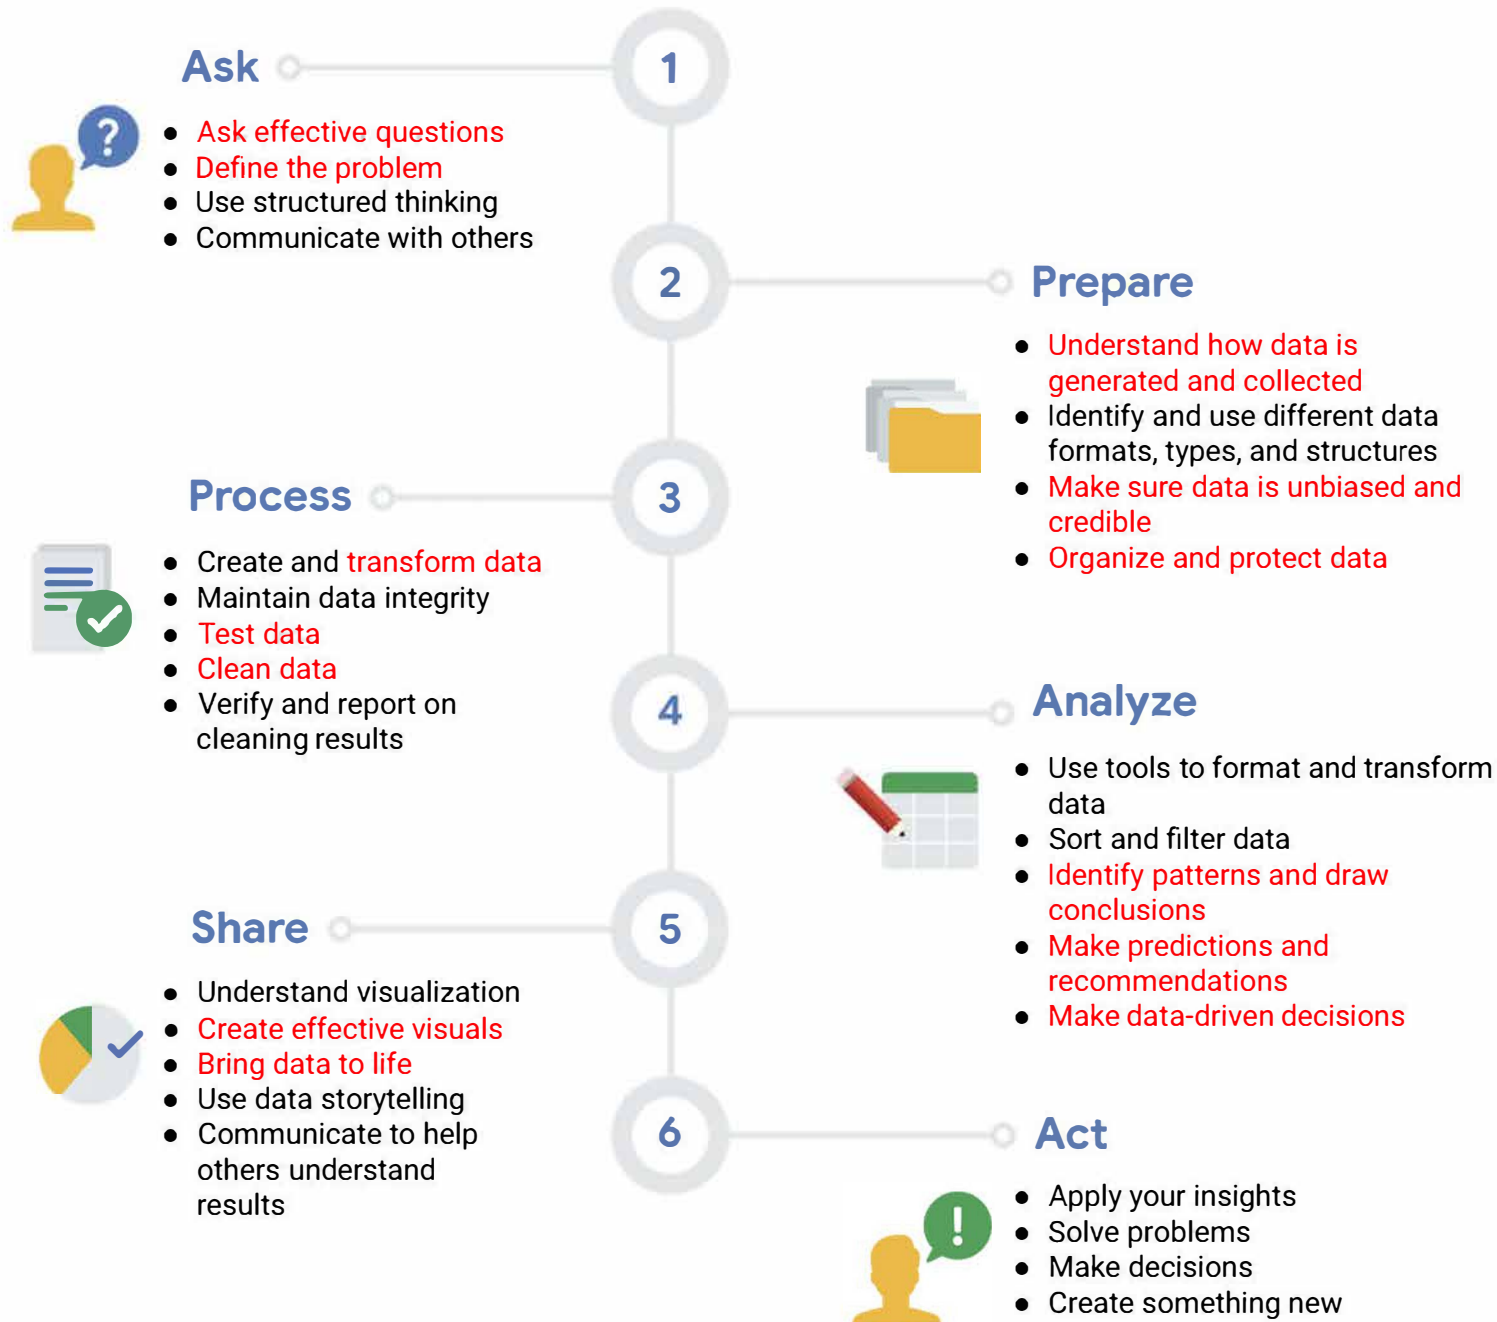 1
Ask
?
● Ask effective questions
● Define the problem
● Use structured thinking
● Communicate with others
2
Prepare
● Understand how data is
generated and collected
● Identify and use different data
formats, types, and structures
● Make sure data is unbiased and
credible
● Organize and protect data
3
Process
● Create and transform data
● Maintain data integrity
● Test data
● Clean data
● Verify and report on
cleaning results
4
Analyze
● Use tools to format and transform
data
● Sort and filter data
● Identify patterns and draw
conclusions
● Make predictions and
recommendations
● Make data-driven decisions
5
Share
● Understand visualization
● Create effective visuals
● Bring data to life
● Use data storytelling
● Communicate to help
others understand
results
6
Act
!
● Apply your insights
● Solve problems
● Make decisions
● Create something new